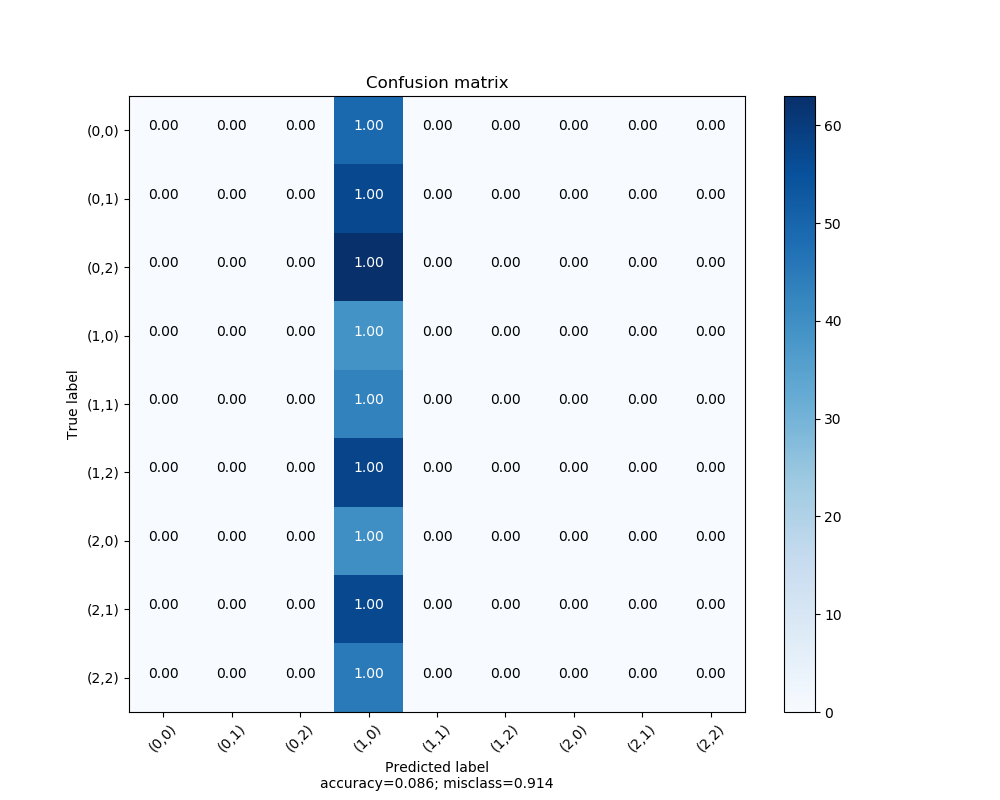 Confusion matrix
(0,0) 0.00 0.00 0.00 1.00 0.00 0.00 0.00 0.00 0.00
(0,1) 0.00 0.00 0.00 1.00 0.00 0.00 0.00 0.00 0.00
(0,2) 0.00 0.00 0.00 1.00 0.00 0.00 0.00 0.00 0.00
(1,0) 0.00 0.00 0.00 1.00 0.00 0.00 0.00 0.00 0.00
(1,1) 0.00 0.00 0.00 1.00 0.00 0.00 0.00 0.00 0.00
(1,2) 0.00 0.00 0.00 1.00 0.00 0.00 0.00 0.00 0.00
(2,0) 0.00 0.00 0.00 1.00 0.00 0.00 0.00 0.00 0.00
(2,1) 0.00 0.00 0.00 1.00 0.00 0.00 0.00 0.00 0.00
(2,2) 0.00 0.00 0.00 1.00 0.00 0.00 0.00 0.00 0.00
True label
(0,0) (0,1) (0,2) (1,0) (1,1) (1,2) (2,0) (2,1) (2,2)
Predicted label
accuracy=0.086; misclass=0.914
60
50
40
30
20
10
0